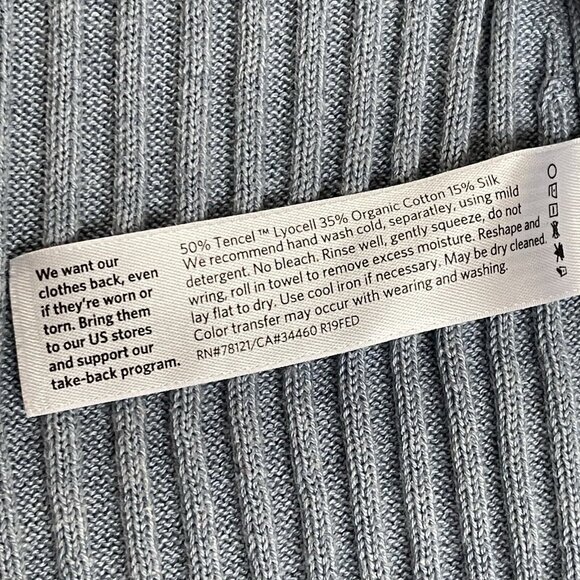 We want our
clothes back, even
if they're worn or
torn. Bring them
to our US stores
and support our
take-back program.
50% Tencel™ Lyocell 35% Organic Cotton 15% Silk
We recommend hand wash cold, separatley, using mild
detergent. No bleach. Rinse well, gently squeeze, do not
wring, roll in towel to remove excess moisture. Reshape and
lay flat to dry. Use cool iron if necessary. May be dry cleaned.
Color transfer may occur with wearing and washing.
RN#78121/CA#34460 R19FED